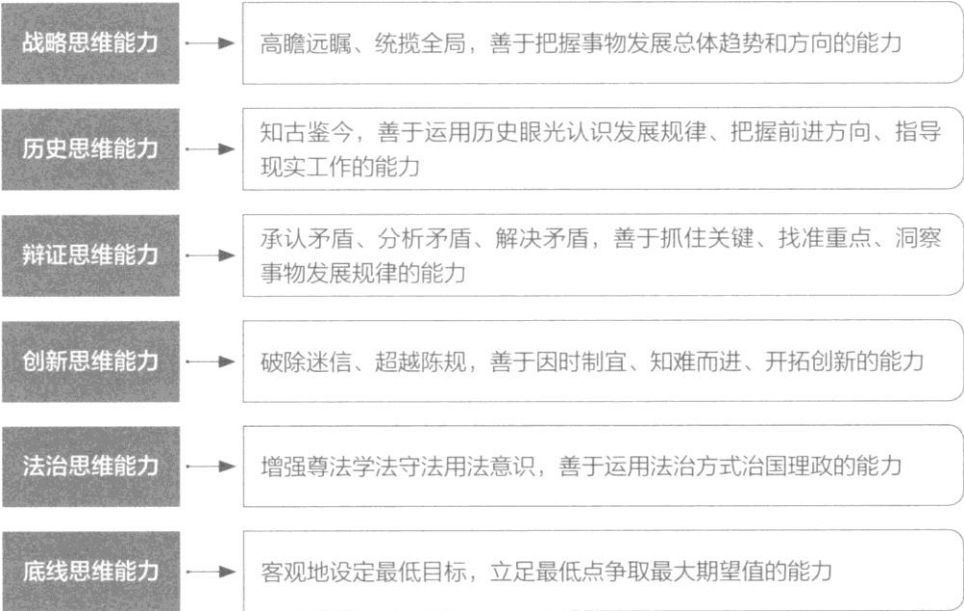 战略思维能力
高瞻远瞩、统揽全局，善于把握事物发展总体趋势和方向的能力
历史思维能力
知古鉴今，善于运用历史眼光认识发展规律、把握前进方向、指导
现实工作的能力
辩证思维能力
承认矛盾、分析矛盾、解决矛盾，善于抓住关键、找准重点、洞察
事物发展规律的能力
创新思维能力
破除迷信、超越陈规，善于因时制宜、知难而进、开拓创新的能力
法治思维能力
增强尊法学法守法用法意识，善于运用法治方式治国理政的能力
底线思维能力
客观地设定最低目标，立足最低点争取最大期望值的能力